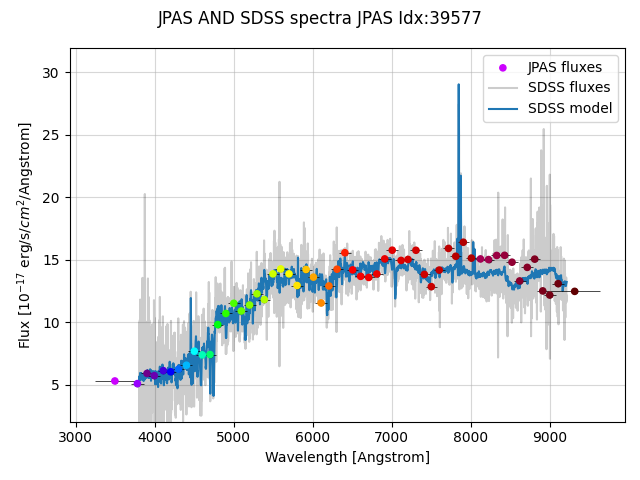 JPAS AND SDSS spectra JPAS Idx:39577
JPAS fluxes
SDSS fluxes
SDSS model
Flux [10⁻¹⁷ erg/s/cm²/Angstrom]
30
25
20
15
10
5
3000 4000 5000 6000 7000 8000 9000
Wavelength [Angstrom]